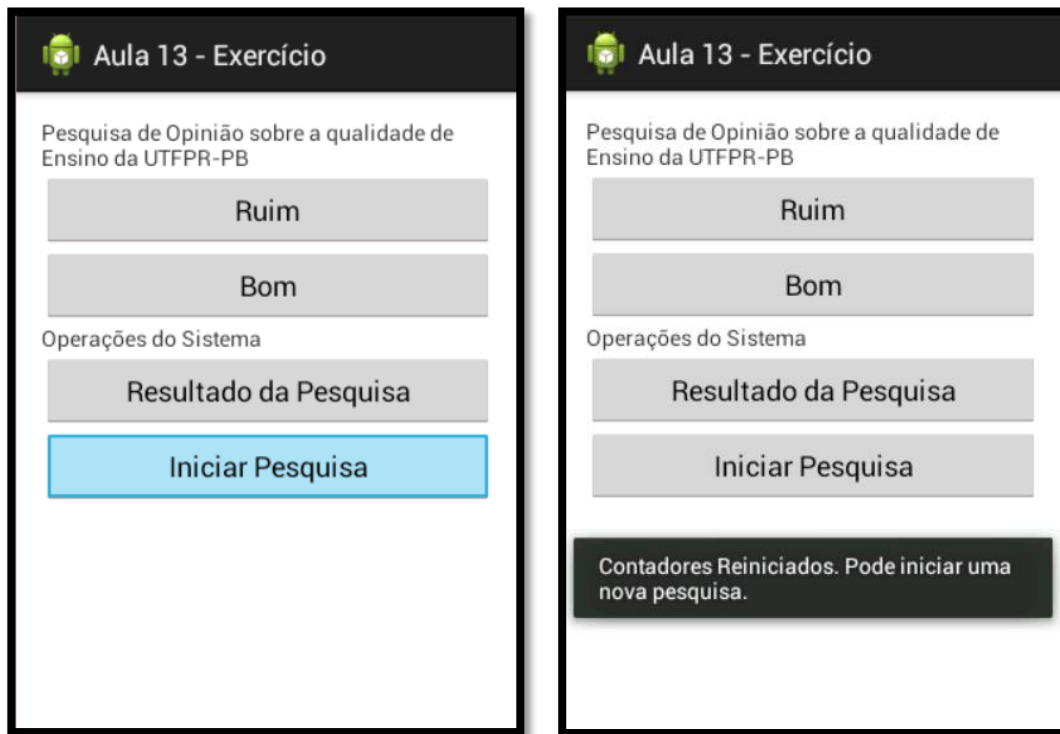 Aula 13 - Exercício
Pesquisa de Opinião sobre a qualidade de
Ensino da UTFPR-PB
Ruim
Bom
Operações do Sistema
Resultado da Pesquisa
Iniciar Pesquisa
Aula 13 - Exercício
Pesquisa de Opinião sobre a qualidade de
Ensino da UTFPR-PB
Ruim
Bom
Operações do Sistema
Resultado da Pesquisa
Iniciar Pesquisa
Contadores Reiniciados. Pode iniciar uma
nova pesquisa.